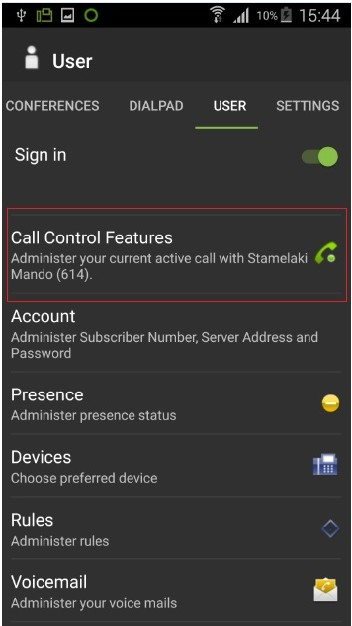 10% 15:44
User
CONFERENCES DIALPAD USER SETTINGS
Sign in
Call Control Features
Administer your current active call with Stamelaki
Manco (614).
Account
Administer Subscriber Number, Server Address and
Password
Presence
Administer presence status
Devices
Choose preferred device
Rules
Administer rules
Voicemail
Administer your voice mails